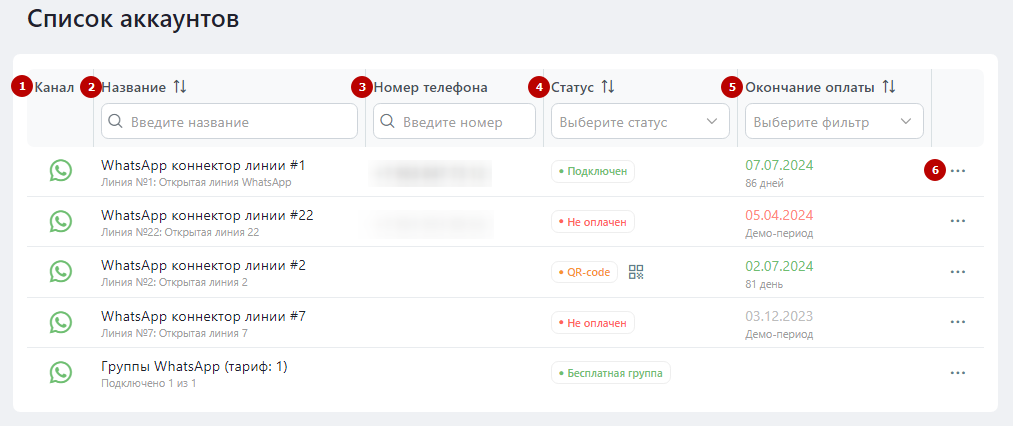 Список аккаунтов
1 Канал 2 Название 3 Номер телефона 4 Статус 5 Окончание оплаты
Введите название Введите номер Выберите статус Выберите фильтр
WhatsApp коннектор линии #1 Подключен 07.07.2024 6
Линия №1: Открытая линия WhatsApp 86 дней
WhatsApp коннектор линии #22 Не оплачен 05.04.2024
Линия №22: Открытая линия 22 Демо-период
WhatsApp коннектор линии #2 QR-code 02.07.2024
Линия №2: Открытая линия 2 81 день
WhatsApp коннектор линии #7 Не оплачен 03.12.2023
Линия №7: Открытая линия 7 Демо-период
Группы WhatsApp (тариф: 1) Бесплатная группа
Подключено 1 из 1